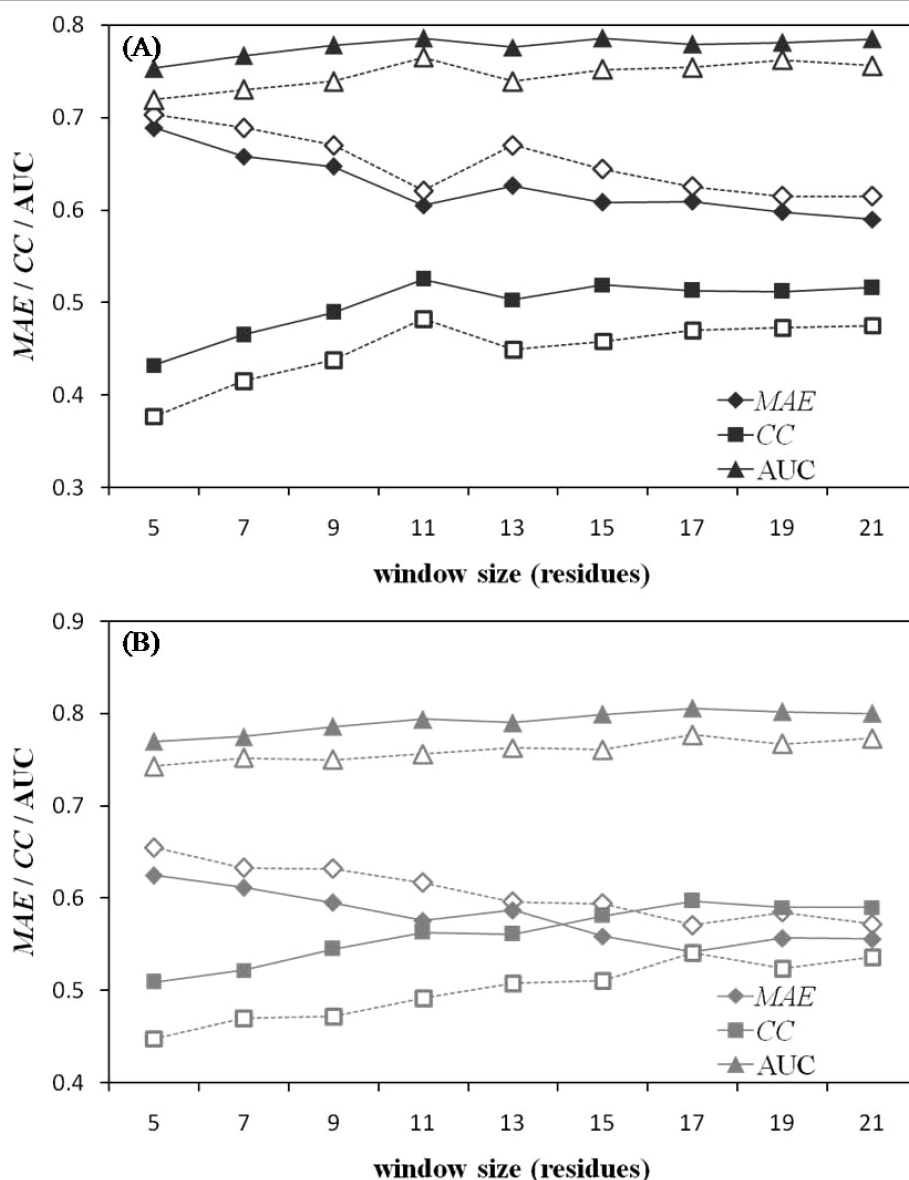 (A)
0.8
0.7
0.6
0.5
0.4
0.3
MAE / CC / AUC
MAE
CC
AUC
5 7 9 11 13 15 17 19 21
window size (residues)
(B)
0.9
0.8
0.7
0.6
0.5
0.4
MAE / CC / AUC
MAE
CC
AUC
5 7 9 11 13 15 17 19 21
window size (residues)